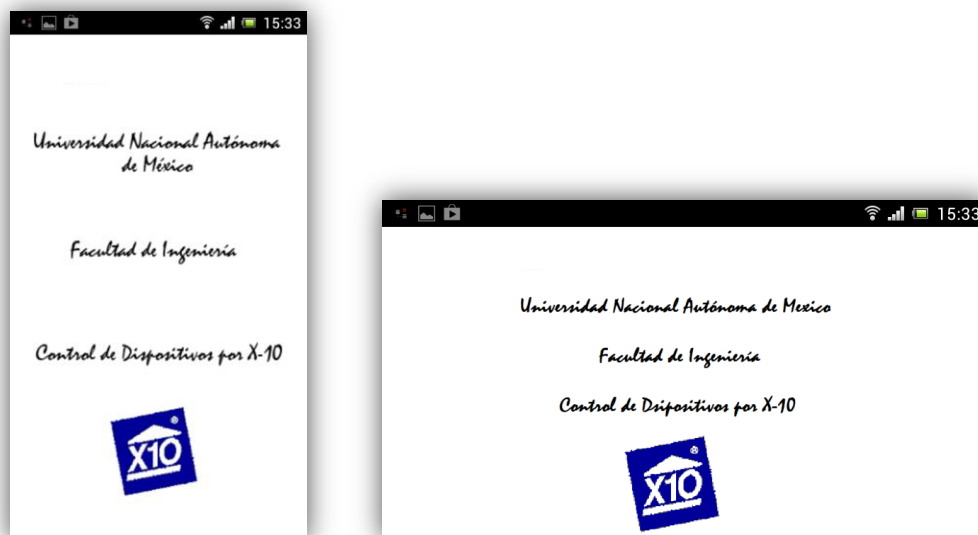 15:33
Universidad Nacional Autónoma
de México
Facultad de Ingeniería
Control de Dispositivos por X-10
X10
®
15:33
Universidad Nacional Autónoma de Mexico
Facultad de Ingeniería
Control de Dsipositivos por X-10
X10
®